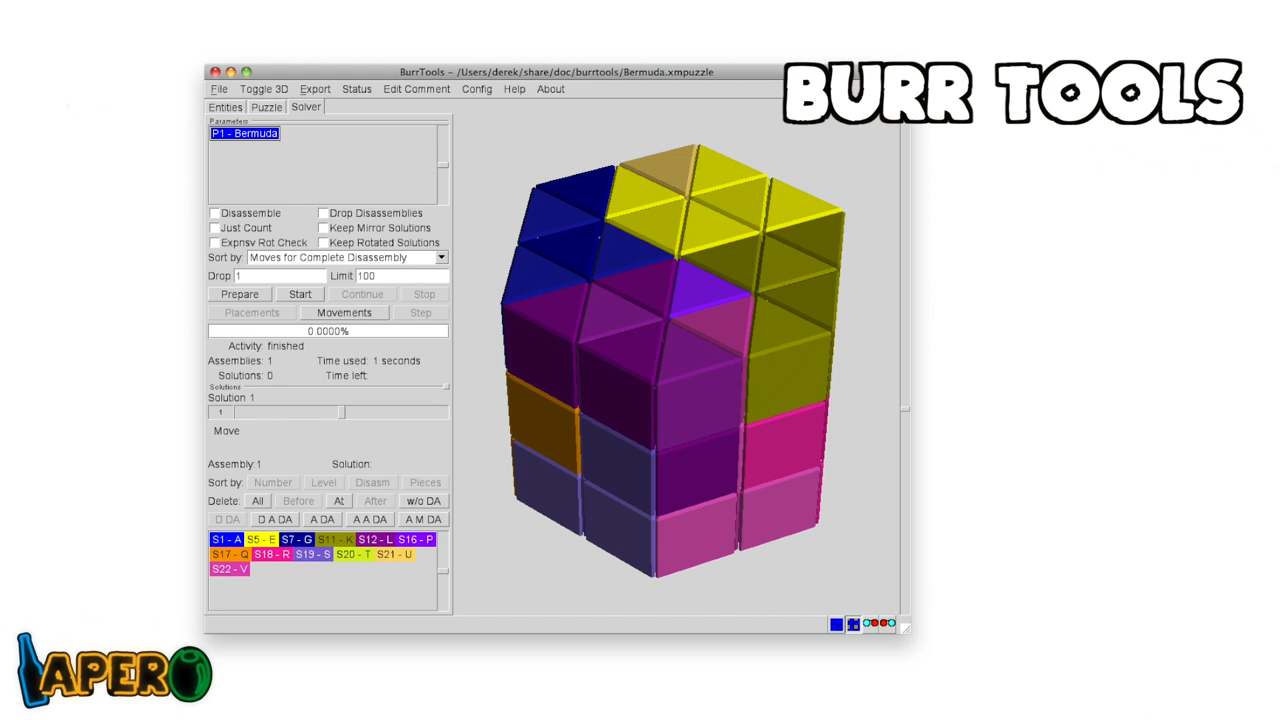 BURR TOOLS
BurrTools - /Users/derek/share/doc/burrtools/Bermuda.xmpuzzle
File Toggle 3D Export Status Edit Comment Config Help About
Entities Puzzle Solver
Parameters
P1 - Bermuda
Disassemble Drop Disassemblies
Just Count Keep Mirror Solutions
Expnsv Rot Check Keep Rotated Solutions
Sort by: Moves for Complete Disassembly
Drop 1 Limit 100
Prepare Start Continue Stop
Placements Movements Step
0.0000%
Activity: finished
Assemblies: 1 Time used: 1 seconds
Solutions: 0 Time left:
Solutions
Solution 1
1
Move
Assembly:1 Solution:
Sort by: Number Level Disasm Pieces
Delete: All Before At After w/o DA
D DA D A DA A DA A A DA A M DA
S1 - A S5 - E S7 - G S11 - K S12 - L S16 - P
S17 - Q S18 - R S19 - S S20 - T S21 - U
S22 - V
APERO